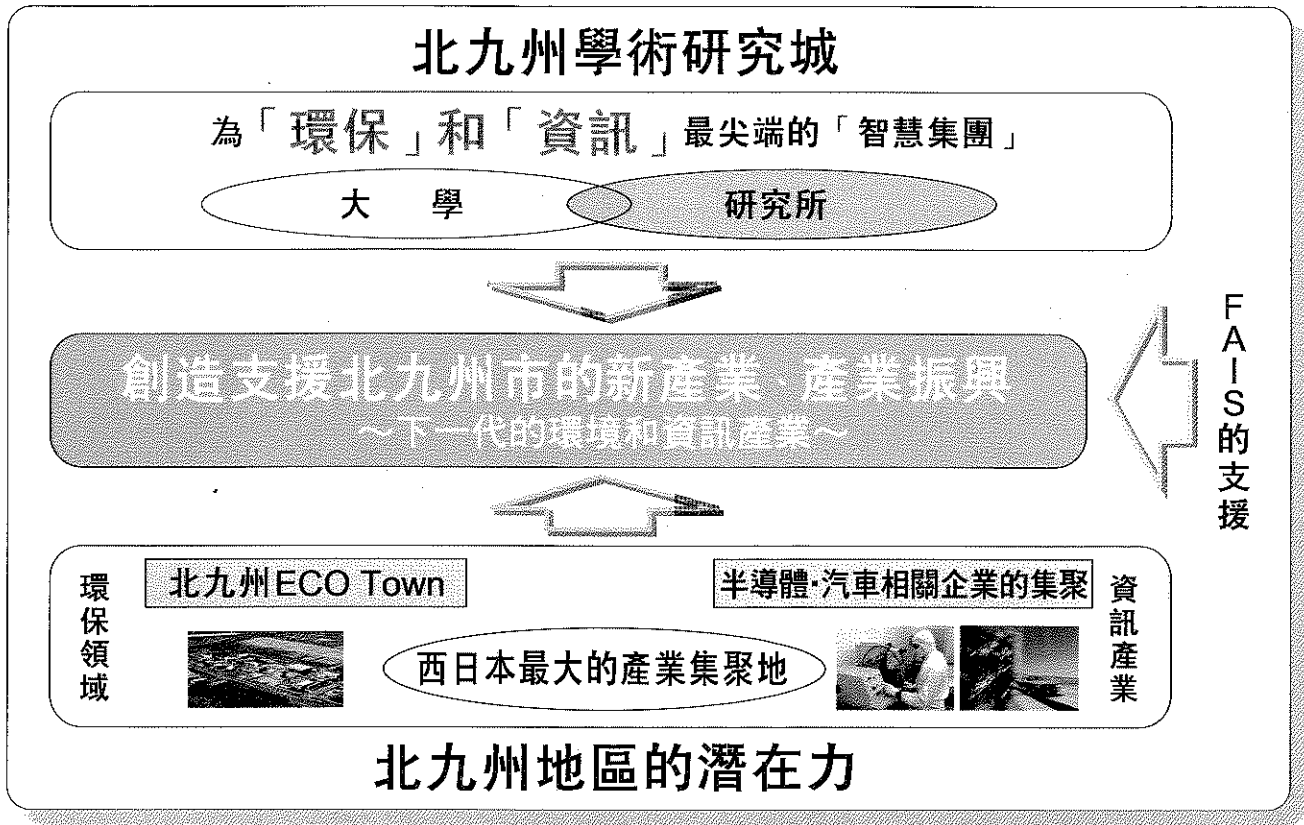 北九州學術研究城
為「環保」和「資訊」最尖端的「智慧集團」
大 學
研究所
創造支援北九州市的新產業·產業振興
~下一代的環境和資訊產業~
FAIS的支援
環保領域
北九州ECO Town
西日本最大的產業集聚地
半導體·汽車相關企業的集聚
資訊產業
北九州地區的潛在力